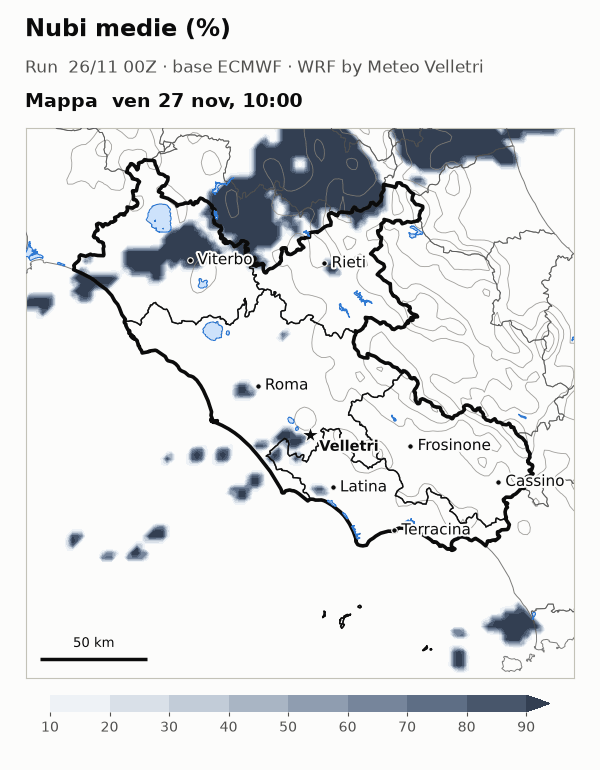 Nubi medie (%)
Run  26/11 00Z · base ECMWF · WRF by Meteo Velletri
Mappa  ven 27 nov, 10:00
Viterbo
Rieti
Roma
Velletri
Frosinone
Cassino
Latina
Terracina
50 km
10 20 30 40 50 60 70 80 90